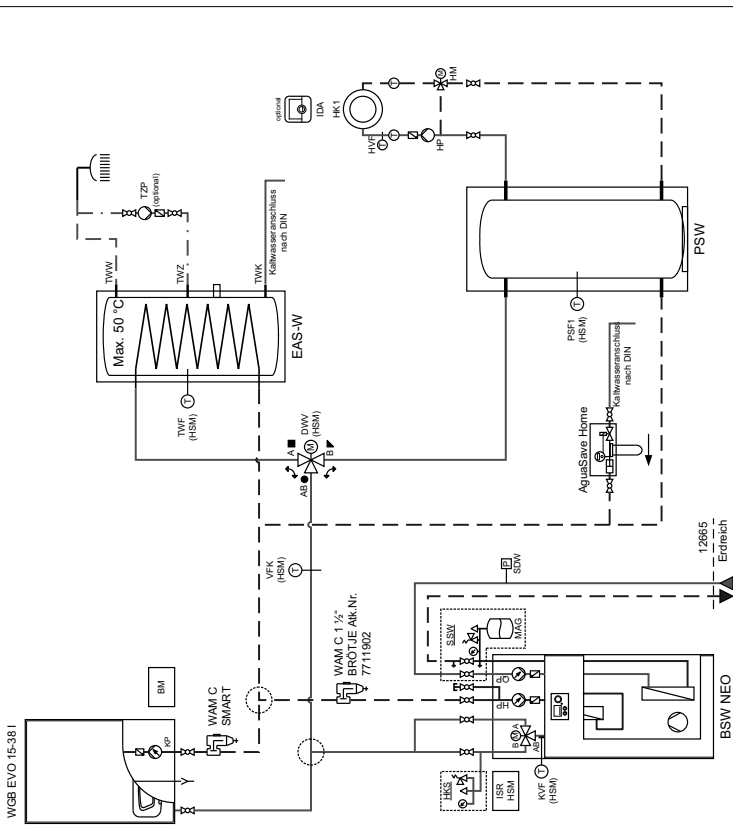 optional
IDA
HK1
HM
M
T
T
T
HVF
HP
TZP
(optional)
TWW
TWZ
TWK
Kaltwasseranschluss
nach DIN
Max. 50 °C
EAS-W
T
TWF
(HSM)
PSW
T
PSF1
(HSM)
Kaltwasseranschluss
nach DIN
AguaSave Home
A
M
DWV
(HSM)
B
AB
VFK
(HSM)
T
P
SDW
12665
Erdreich
WGB EVO 15-38 I
BM
KP
WAM C
SMART
WAM C 1 ½"
BRÖTJE Atk.Nr.
7711902
SSW
MAG
QP
HP
A
M
B
AB
T
KVF
(HSM)
HKS
ISR
HSM
BSW NEO